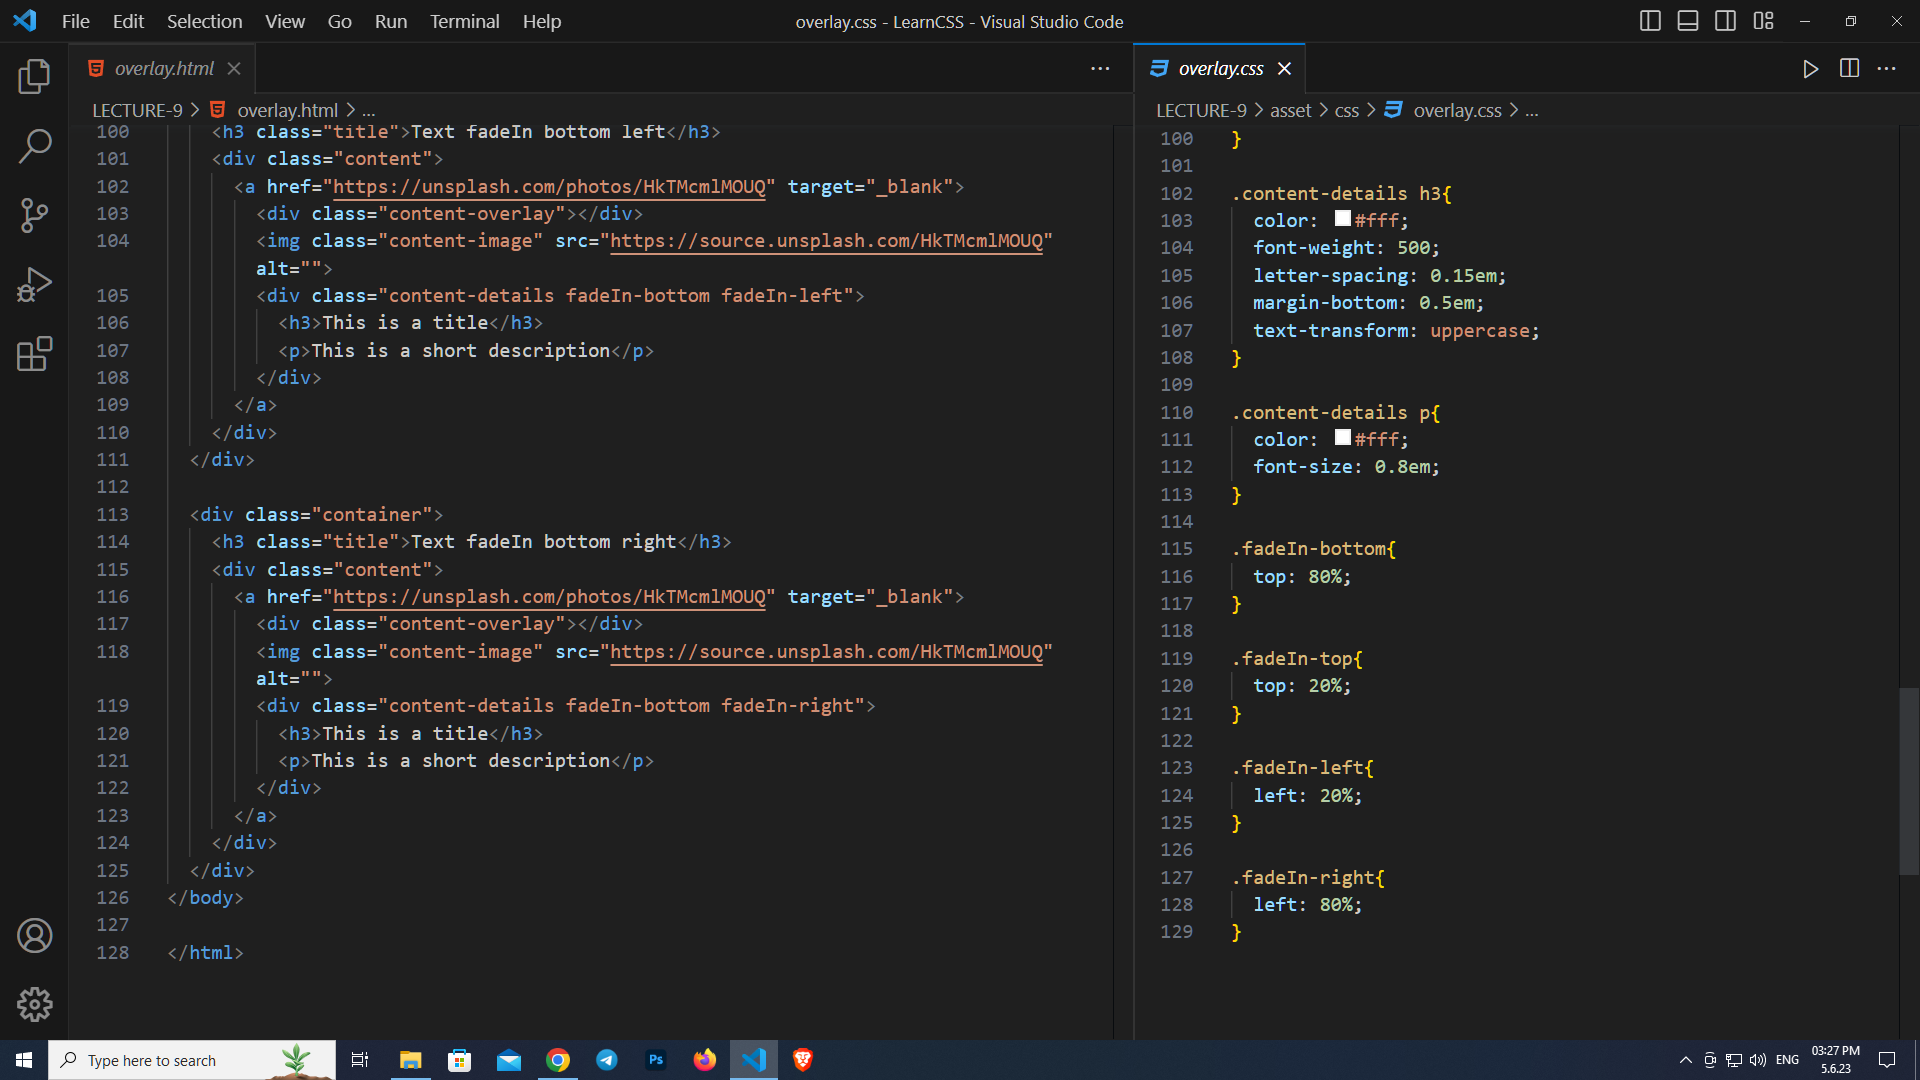 File Edit Selection View Go Run Terminal Help
overlay.css - LearnCSS - Visual Studio Code
overlay.html
LECTURE-9 > overlay.html > ...
100 <h3 class="title">Text fadeIn bottom left</h3>
101 <div class="content">
102 <a href="https://unsplash.com/photos/HkTMcmlMOUQ" target="_blank">
103 <div class="content-overlay"></div>
104 <img class="content-image" src="https://source.unsplash.com/HkTMcmlMOUQ"
alt="">
105 <div class="content-details fadeIn-bottom fadeIn-left">
106 <h3>This is a title</h3>
107 <p>This is a short description</p>
108 </div>
109 </a>
110 </div>
111 </div>
112
113 <div class="container">
114 <h3 class="title">Text fadeIn bottom right</h3>
115 <div class="content">
116 <a href="https://unsplash.com/photos/HkTMcmlMOUQ" target="_blank">
117 <div class="content-overlay"></div>
118 <img class="content-image" src="https://source.unsplash.com/HkTMcmlMOUQ"
alt="">
119 <div class="content-details fadeIn-bottom fadeIn-right">
120 <h3>This is a title</h3>
121 <p>This is a short description</p>
122 </div>
123 </a>
124 </div>
125 </div>
126 </body>
127
128 </html>
overlay.css
LECTURE-9 > asset > css > overlay.css > ...
100 }
101
102 .content-details h3{
103 color: #fff;
104 font-weight: 500;
105 letter-spacing: 0.15em;
106 margin-bottom: 0.5em;
107 text-transform: uppercase;
108 }
109
110 .content-details p{
111 color: #fff;
112 font-size: 0.8em;
113 }
114
115 .fadeIn-bottom{
116 top: 80%;
117 }
118
119 .fadeIn-top{
120 top: 20%;
121 }
122
123 .fadeIn-left{
124 left: 20%;
125 }
126
127 .fadeIn-right{
128 left: 80%;
129 }
Type here to search
Ps
ENG
03:27 PM
5.6.23